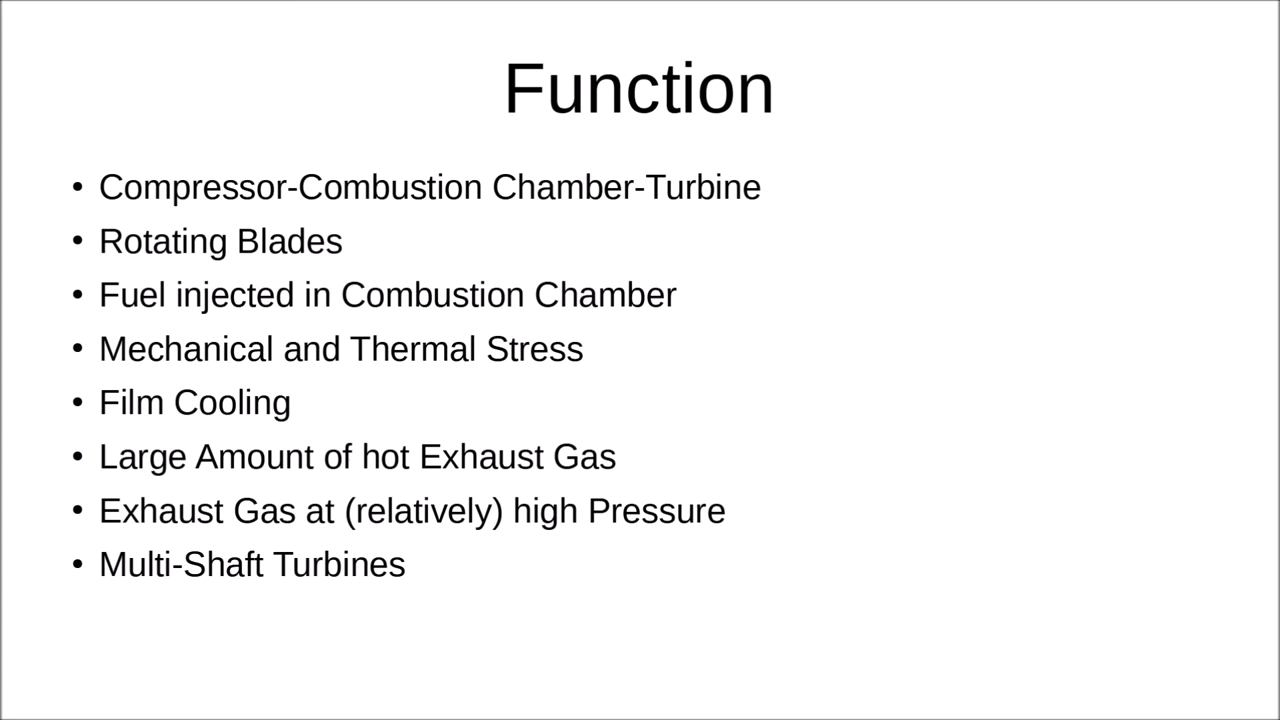 Function
• Compressor-Combustion Chamber-Turbine
• Rotating Blades
• Fuel injected in Combustion Chamber
• Mechanical and Thermal Stress
• Film Cooling
• Large Amount of hot Exhaust Gas
• Exhaust Gas at (relatively) high Pressure
• Multi-Shaft Turbines